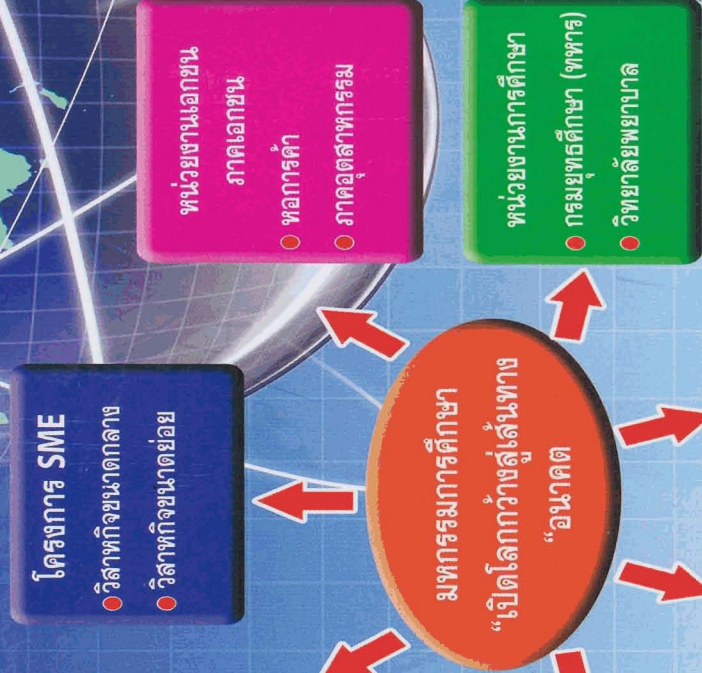 โครงการ SME
วิสาหกิจขนาดกลาง
วิสาหกิจขนาดย่อย
หน่วยงานเอกชน
ภาคเอกชน
หอการค้า
ภาคอุตสาหกรรม
หน่วยงานการศึกษา
กรมยุทธศึกษา (ทหาร)
วิทยาลัยพยาบาล
มหกรรมการศึกษา
“เปิดโลกกว้างสู่เส้นทาง
“อนาคต